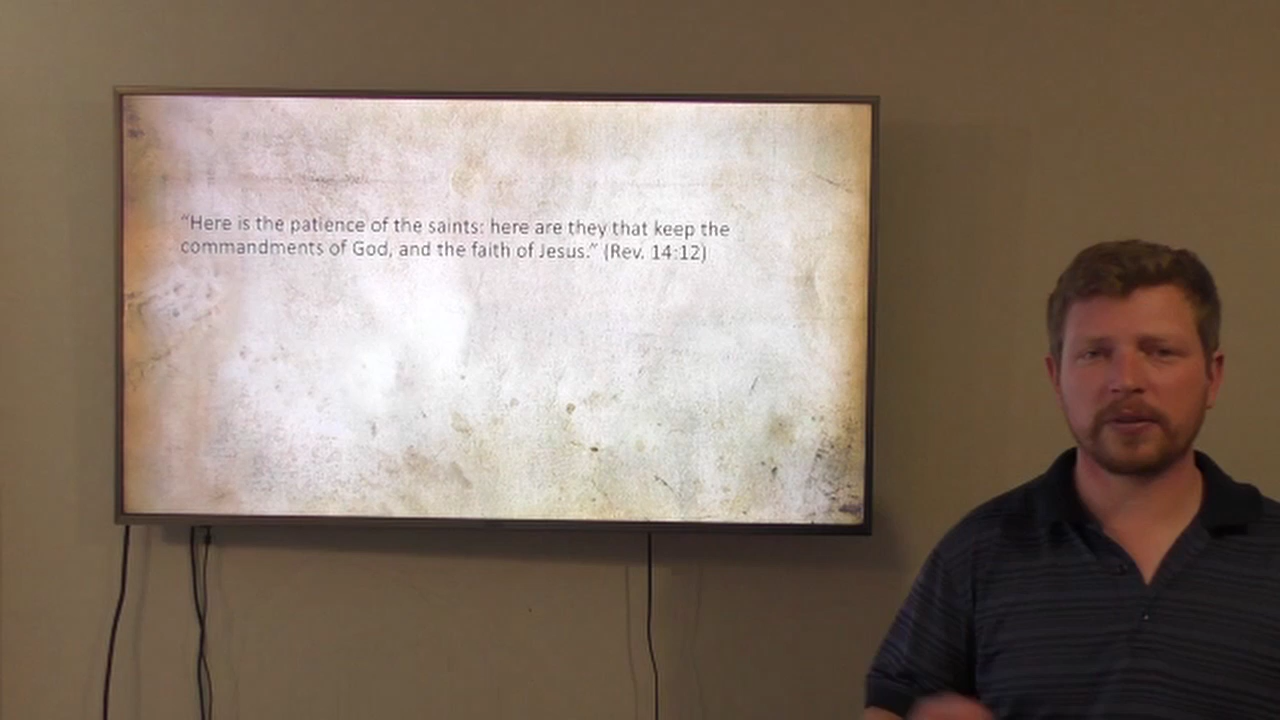 “Here is the patience of the saints: here are they that keep the
commandments of God, and the faith of Jesus.” (Rev. 14:12)